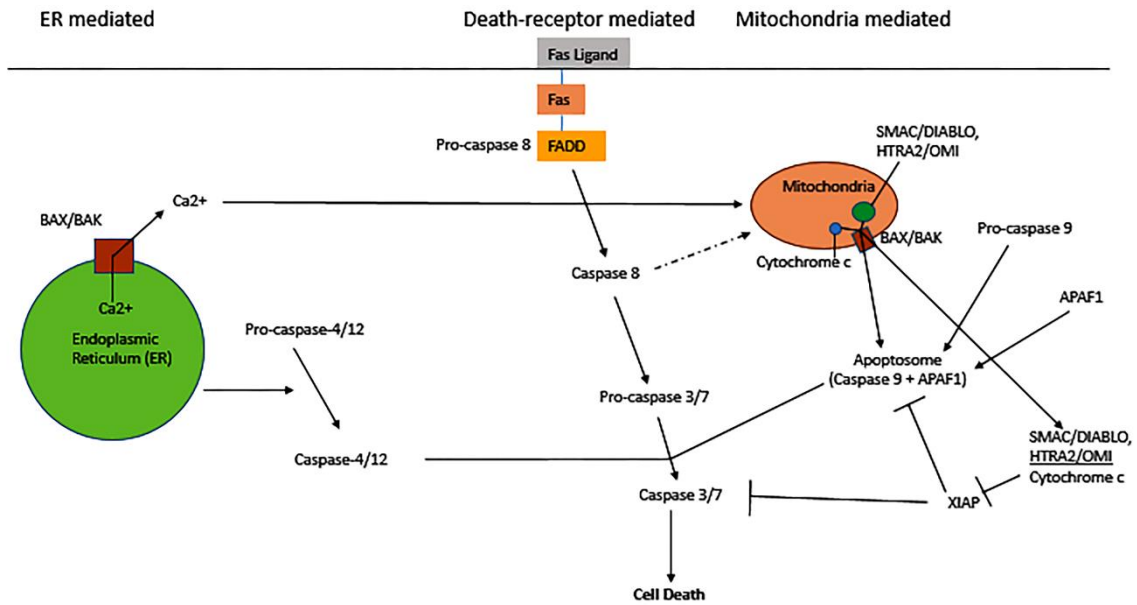 ER mediated
Death-receptor mediated
Mitochondria mediated
Fas Ligand
Fas
Pro-caspase 8
FADD
SMAC/DIABLO,
HTRA2/OMI
Mitochondria
Ca2+
BAX/BAK
BAX/BAK
Pro-caspase 9
Cytochrome c
Caspase 8
Ca2+
APAF1
Endoplasmic
Reticulum (ER)
Pro-caspase-4/12
Apoptosome
(Caspase 9 + APAF1)
Pro-caspase 3/7
SMAC/DIABLO,
HTRA2/OMI
Cytochrome c
Caspase-4/12
Caspase 3/7
XIAP
Cell Death